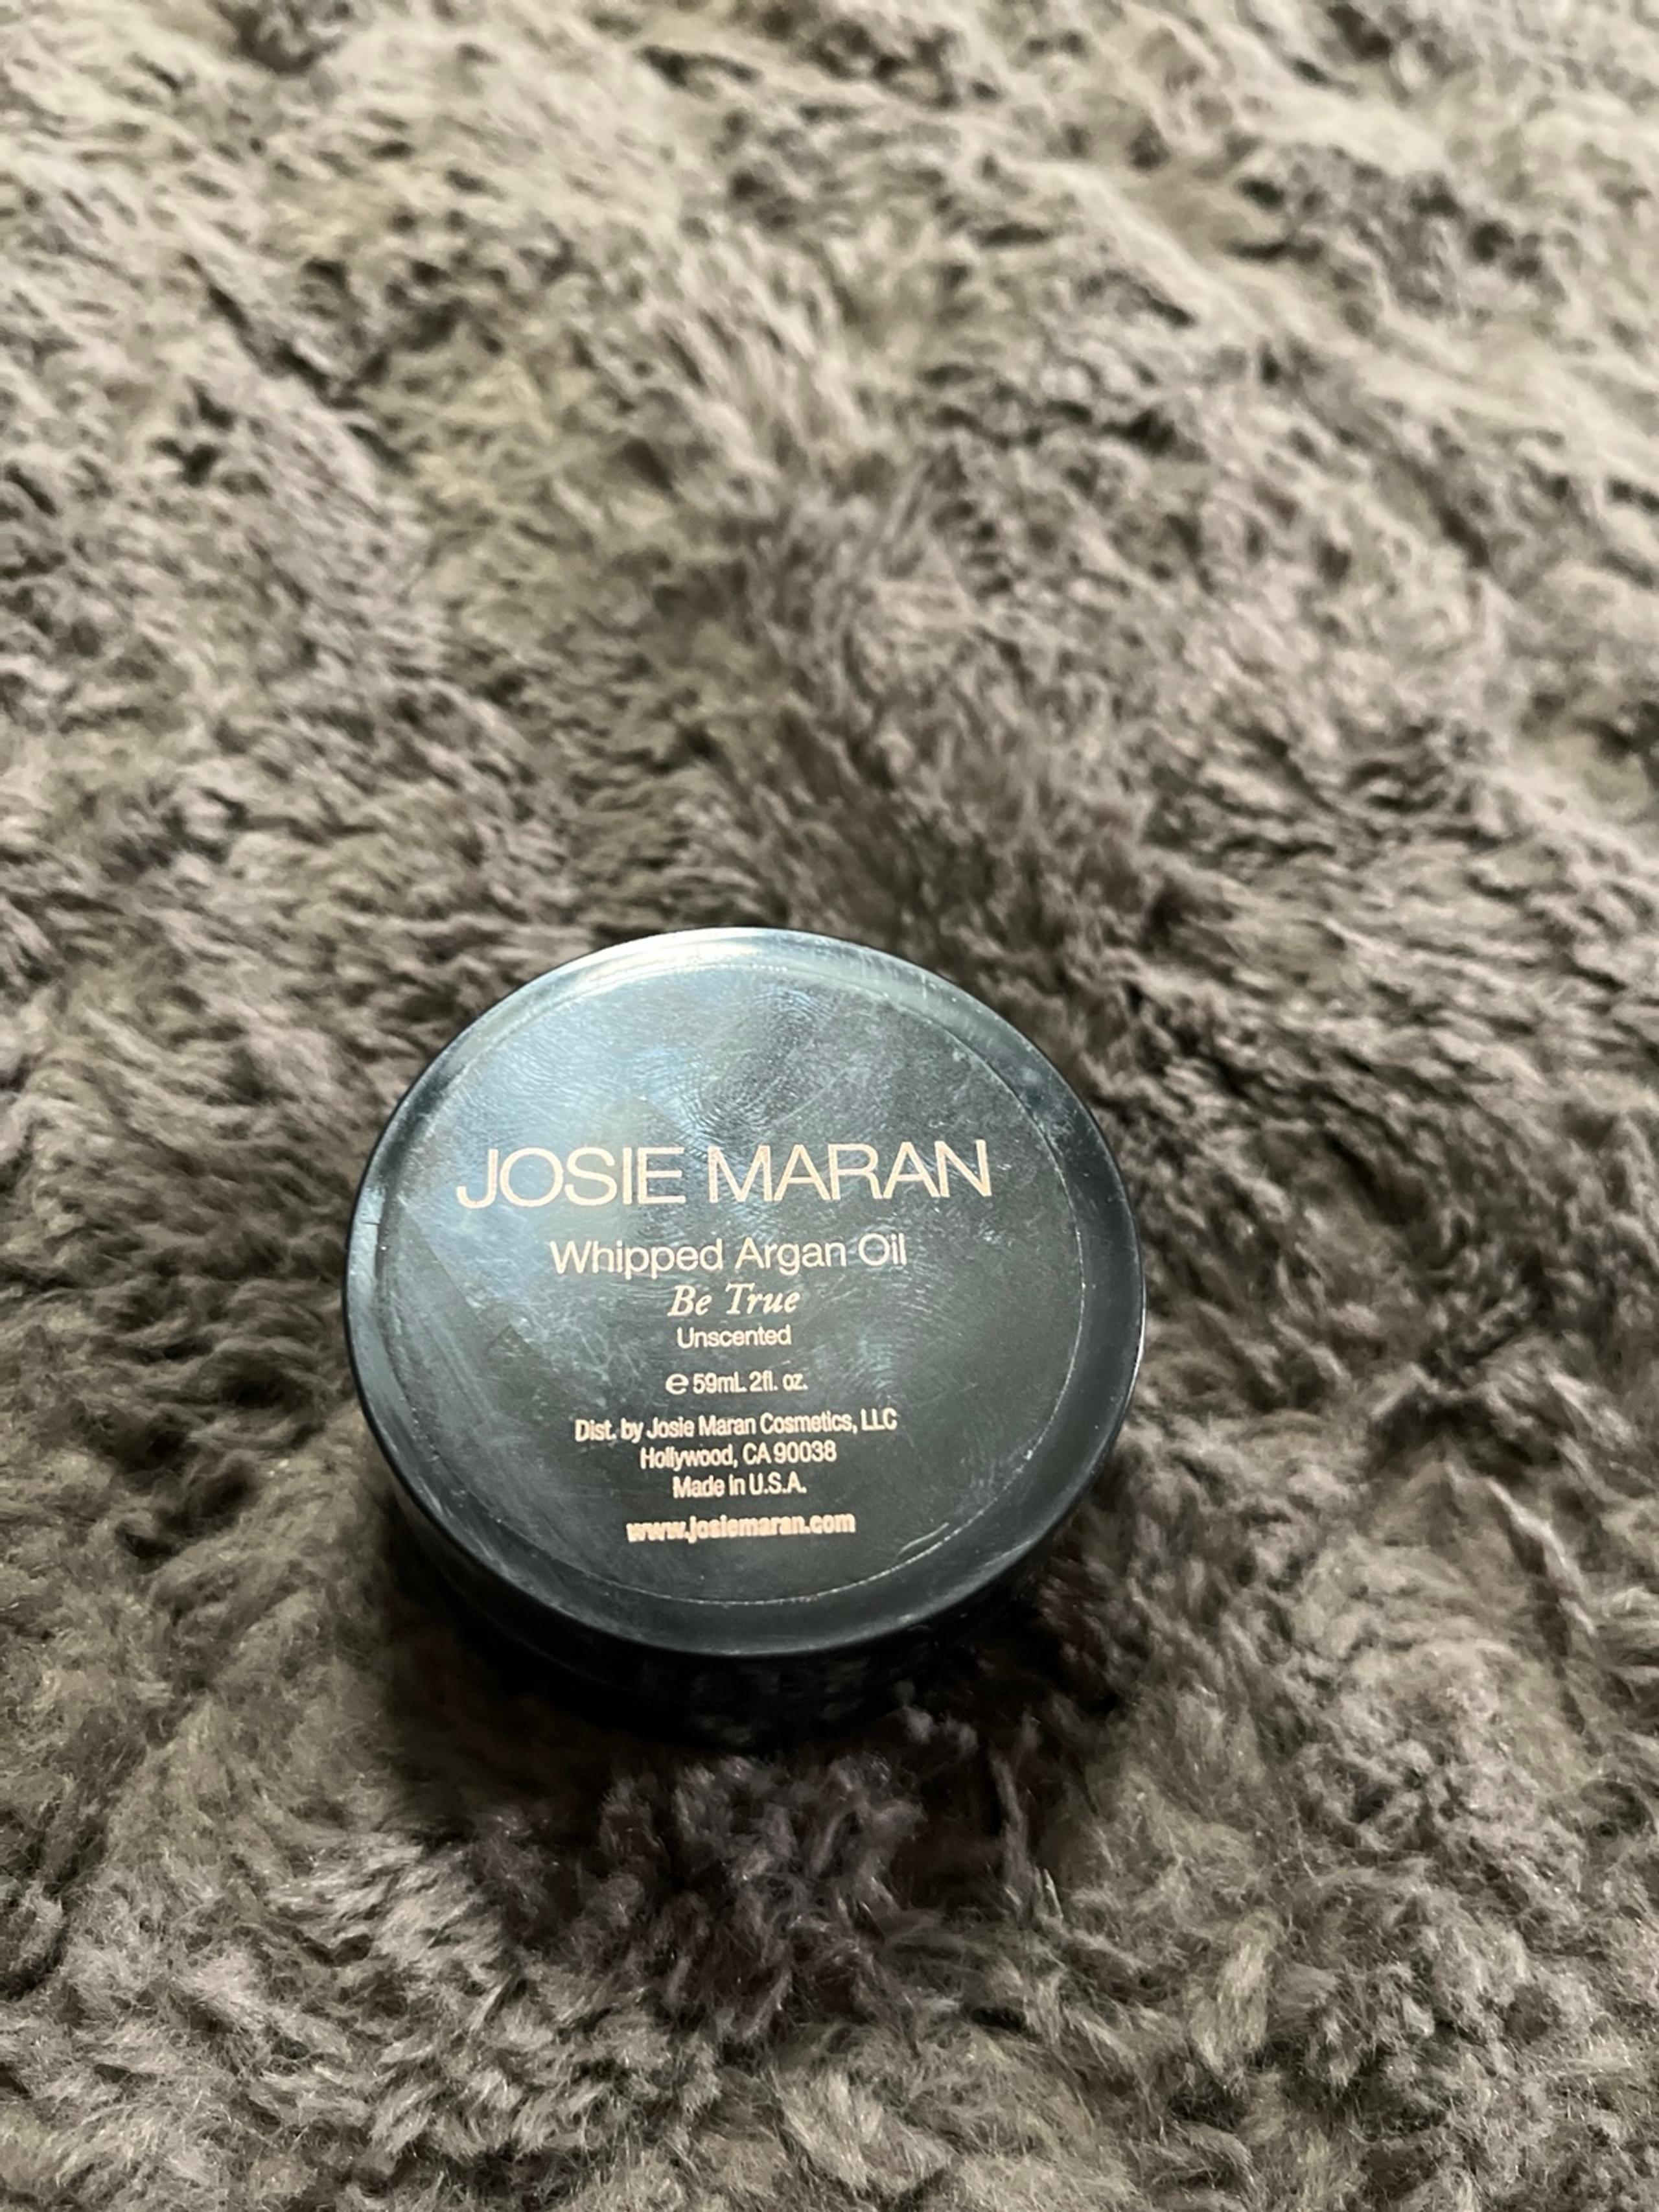 JOSIE MARAN
Whipped Argan Oil
Be True
Unscented
℮ 59mL 2fl. oz.
Dist. by Josie Maran Cosmetics, LLC
Hollywood, CA 90038
Made in U.S.A.
www.josiemaran.com